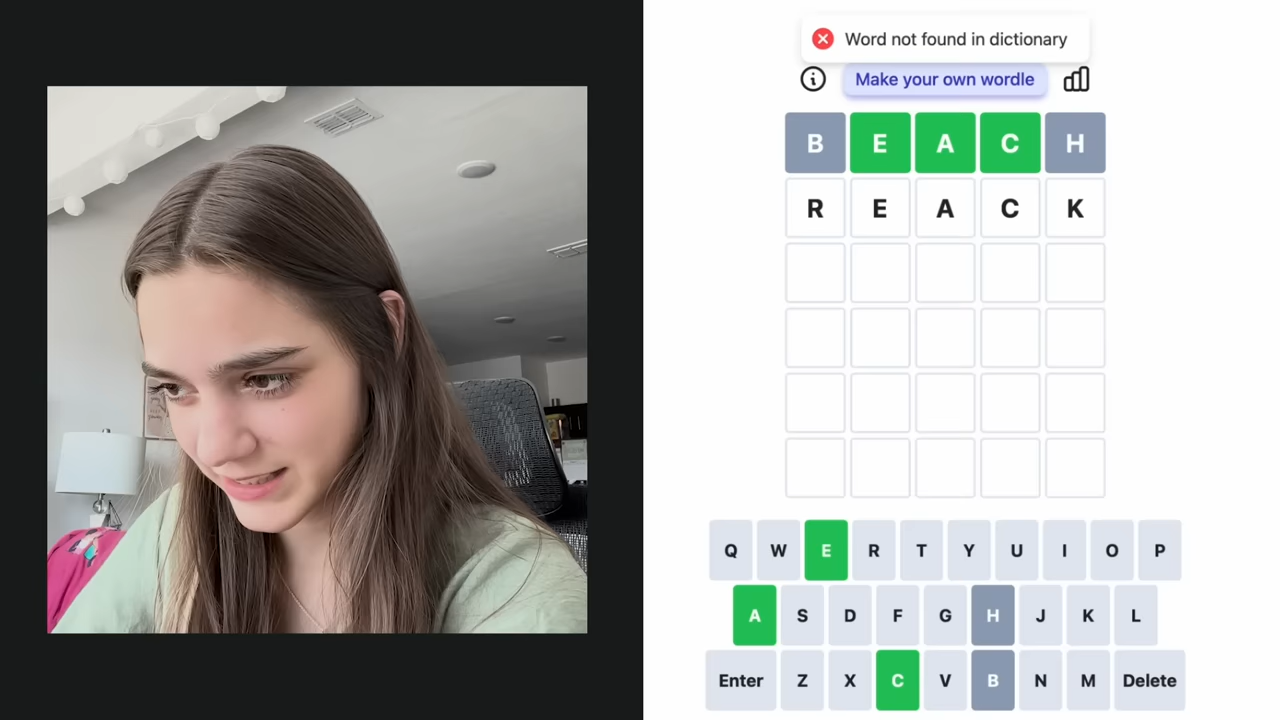 Word not found in dictionary
Make your own wordle
B E A C H
R E A C K
Q W E R T Y U I O P
A S D F G H J K L
Enter Z X C V B N M Delete